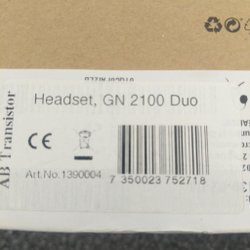 Headset, GN 2100 Duo
AB Transistor
CE
Art.No.1390004
7 350023 752718